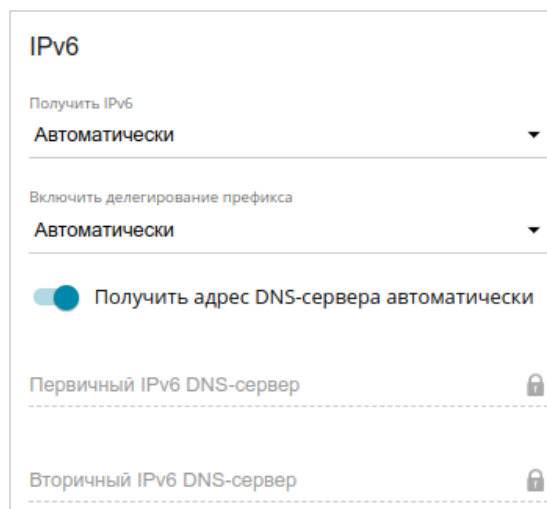 IPv6
Получить IPv6
Автоматически
Включить делегирование префикса
Автоматически
Получить адрес DNS-сервера автоматически
Первичный IPv6 DNS-сервер
Вторичный IPv6 DNS-сервер